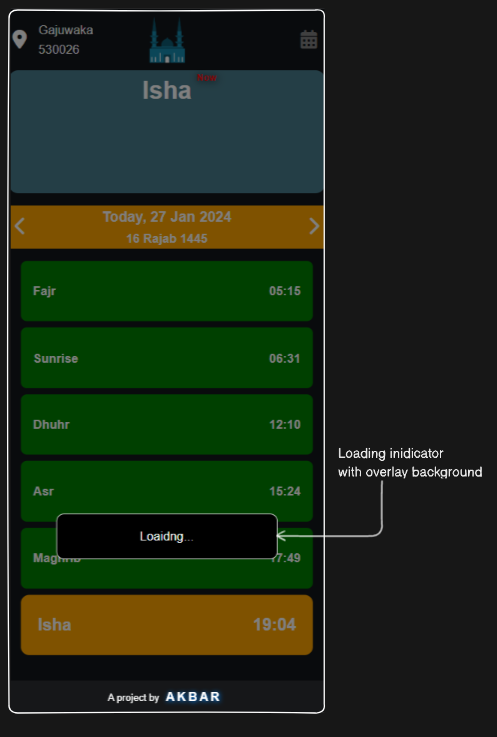 Gajuwaka
530026
Isha Now
Today, 27 Jan 2024
16 Rajab 1445
Fajr 05:15
Sunrise 06:31
Dhuhr 12:10
Asr 15:24
Loaidng...
Maghrib 17:49
Isha 19:04
A project by AKBAR
Loading inidicator
with overlay background